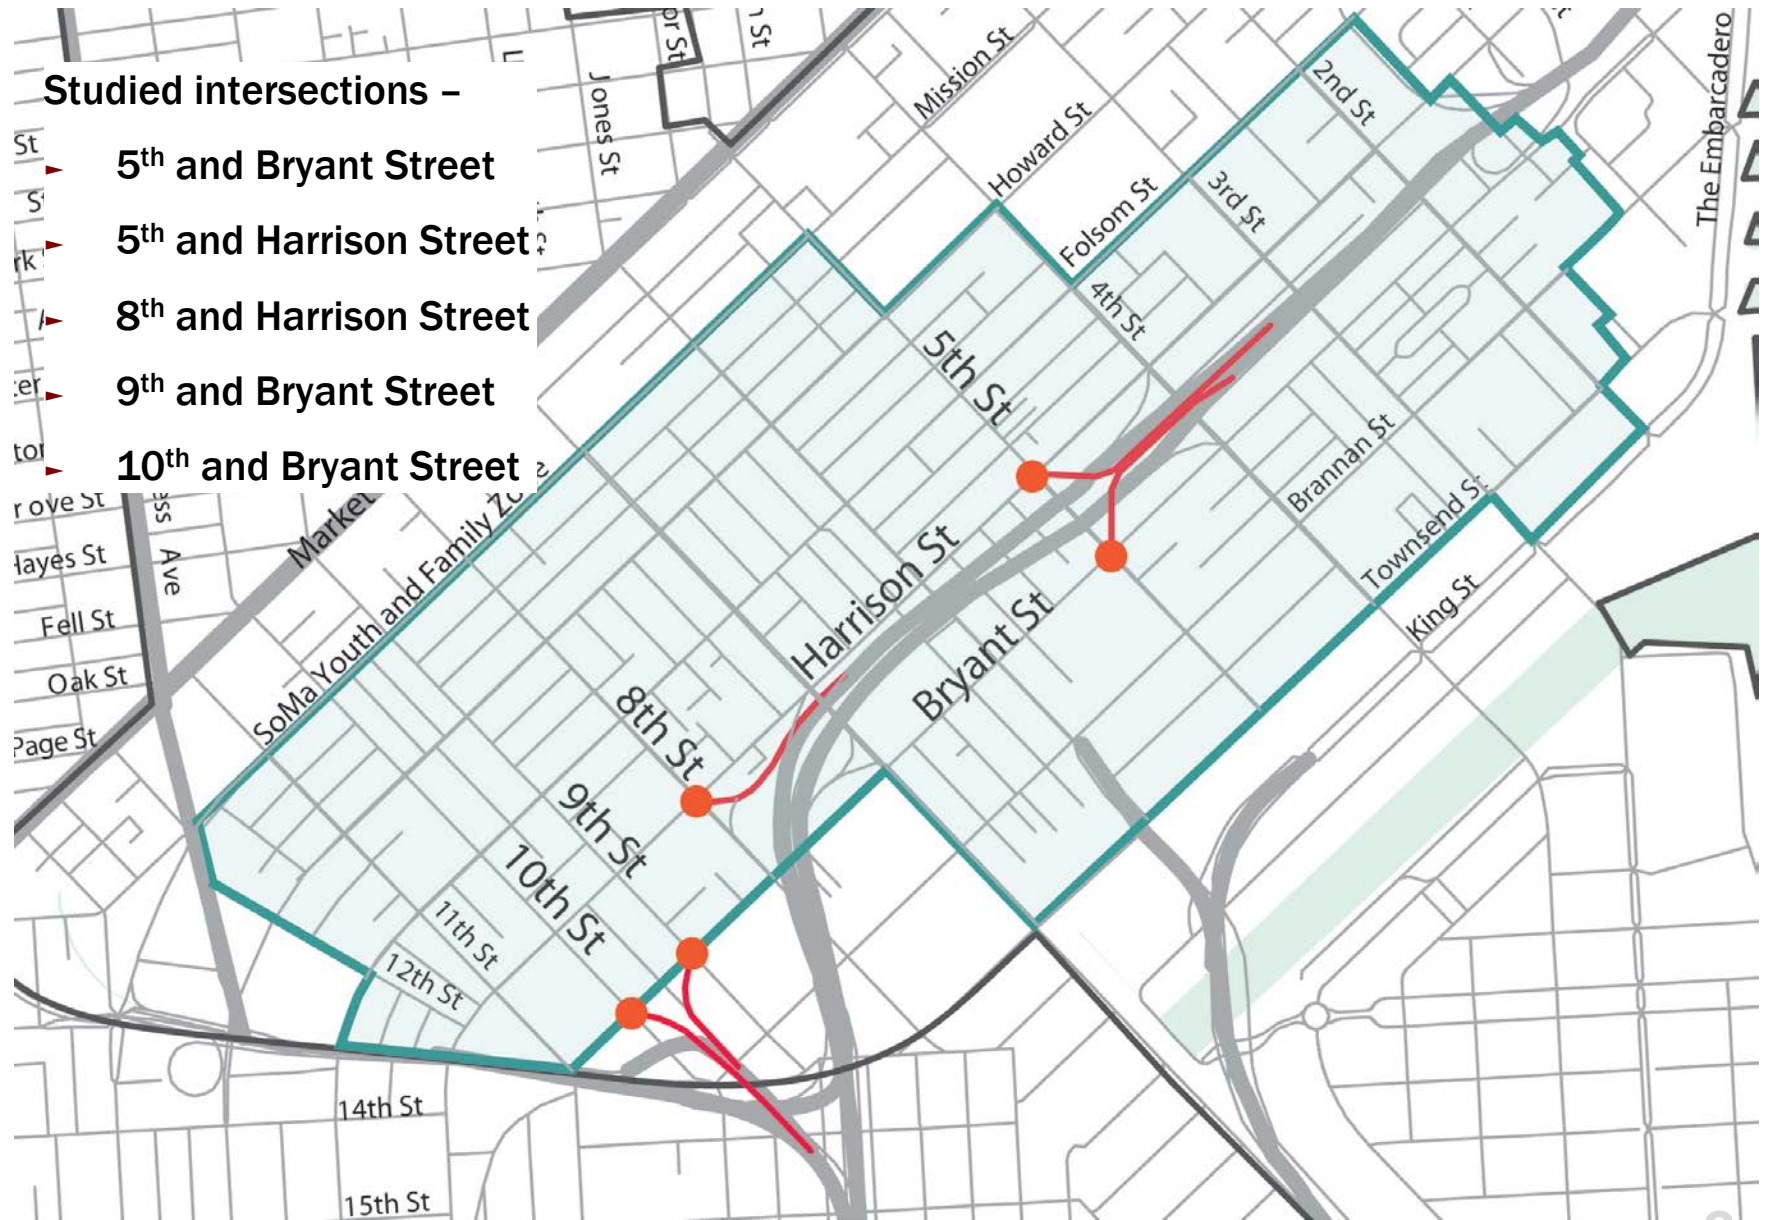 Studied intersections –
► 5th and Bryant Street
► 5th and Harrison Street
► 8th and Harrison Street
► 9th and Bryant Street
► 10th and Bryant Street
Jones St
Mission St
Howard St
Folsom St
2nd St
3rd St
4th St
5th St
The Embarcadero
Brannan St
Townsend St
King St
Harrison St
Bryant St
8th St
9th St
10th St
11th St
12th St
SoMa Youth and Family Zo
Market
Ave
Hayes St
Fell St
Oak St
Page St
14th St
15th St